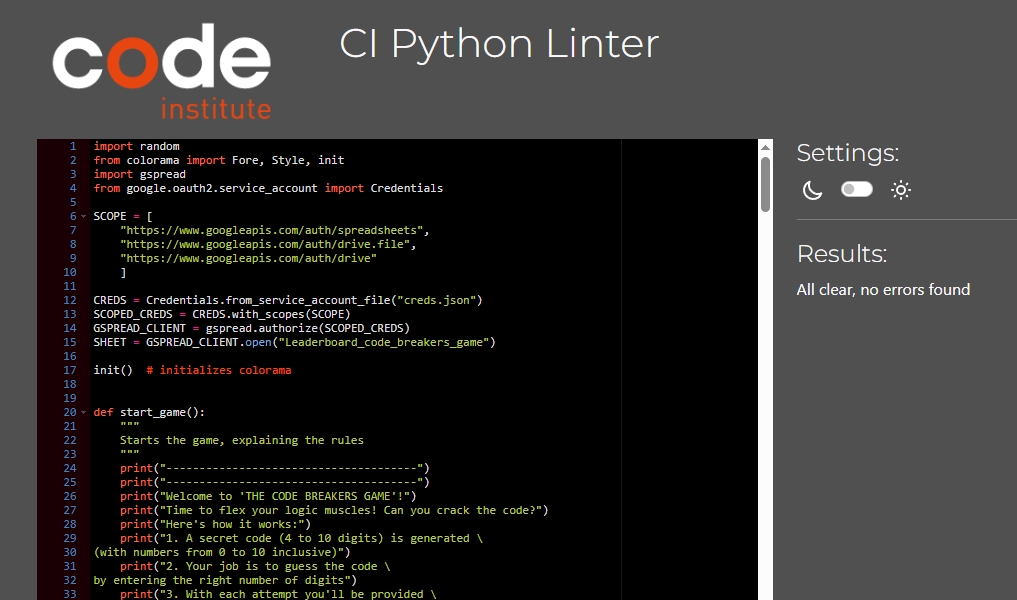 code
institute
CI Python Linter
1 import random
2 from colorama import Fore, Style, init
3 import gspread
4 from google.oauth2.service_account import Credentials
5
6 SCOPE = [
7     "https://www.googleapis.com/auth/spreadsheets",
8     "https://www.googleapis.com/auth/drive.file",
9     "https://www.googleapis.com/auth/drive"
10     ]
11
12 CREDS = Credentials.from_service_account_file("creds.json")
13 SCOPED_CREDS = CREDS.with_scopes(SCOPE)
14 GSPREAD_CLIENT = gspread.authorize(SCOPED_CREDS)
15 SHEET = GSPREAD_CLIENT.open("Leaderboard_code_breakers_game")
16
17 init()  # initializes colorama
18
19
20 def start_game():
21     """
22     Starts the game, explaining the rules
23     """
24     print("--------------------------------------")
25     print("--------------------------------------")
26     print("Welcome to 'THE CODE BREAKERS GAME'!")
27     print("Time to flex your logic muscles! Can you crack the code?")
28     print("Here's how it works:")
29     print("1. A secret code (4 to 10 digits) is generated \
30 (with numbers from 0 to 10 inclusive)")
31     print("2. Your job is to guess the code \
32 by entering the right number of digits")
33     print("3. With each attempt you'll be provided \
Settings:
Results:
All clear, no errors found